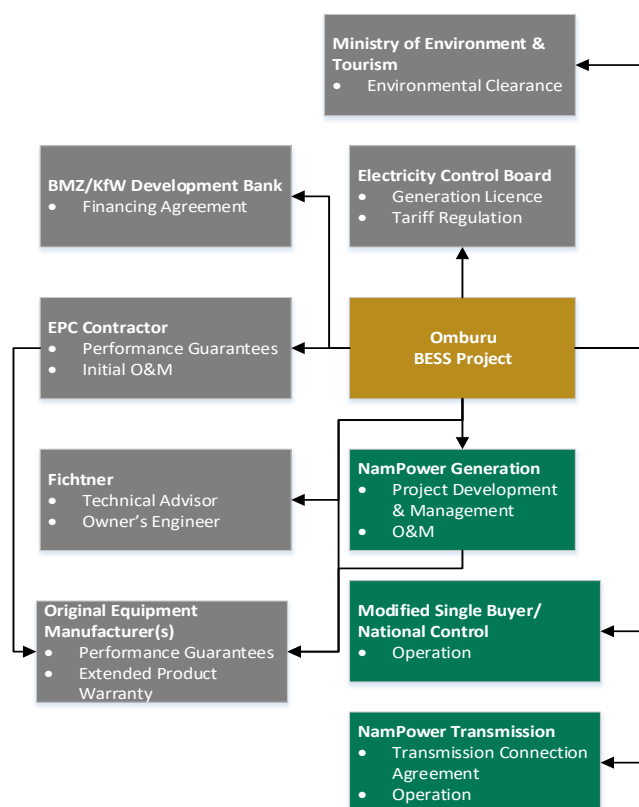 Ministry of Environment &
Tourism
• Environmental Clearance
BMZ/KfW Development Bank
• Financing Agreement
Electricity Control Board
• Generation Licence
• Tariff Regulation
EPC Contractor
• Performance Guarantees
• Initial O&M
Omburu
BESS Project
Fichtner
• Technical Advisor
• Owner's Engineer
NamPower Generation
• Project Development
& Management
• O&M
Original Equipment
Manufacturer(s)
• Performance Guarantees
• Extended Product
Warranty
Modified Single Buyer/
National Control
• Operation
NamPower Transmission
• Transmission Connection
Agreement
• Operation